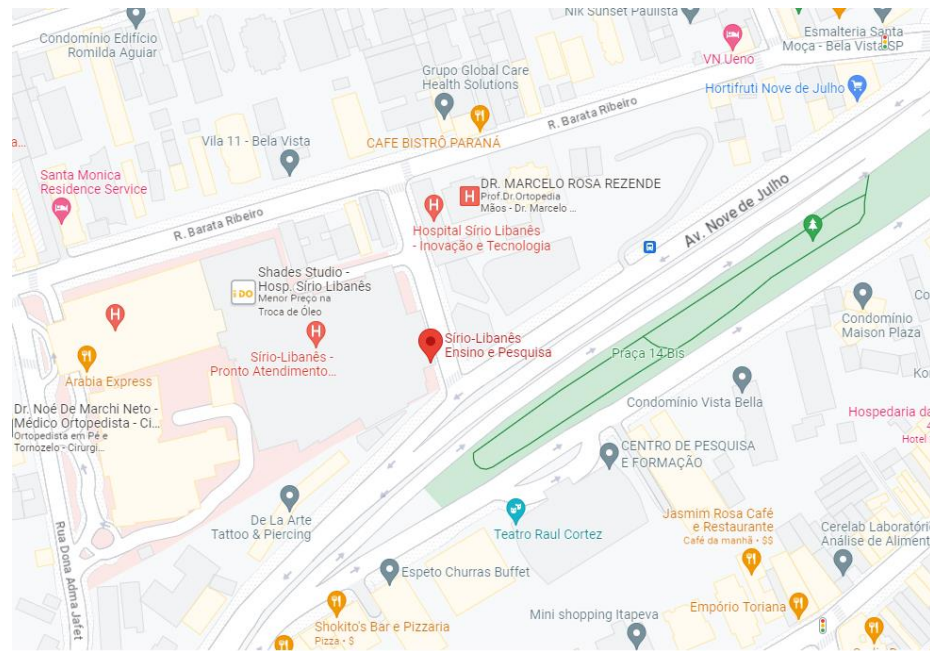 Nik Sunset Paulista
Condomínio Edifício
Romilda Aguiar
Esmalteria Santa
Moça - Bela Vista SP
VN Ueno
Grupo Global Care
Health Solutions
Hortifruti Nove de Julho
R. Barata Ribeiro
CAFE BISTRÔ PARANÁ
Vila 11 - Bela Vista
a...
Santa Monica
Residence Service
DR. MARCELO ROSA REZENDE
Prof.Dr.Ortopedia
Mãos - Dr. Marcelo ...
Av. Nove de Julho
R. Barata Ribeiro
Hospital Sírio Libanês
- Inovação e Tecnologia
Shades Studio -
Hosp. Sírio Libanês
Menor Preço na
Troca de Óleo
i DO
Condomínio
Maison Plaza
Co
Sírio-Libanês
Ensino e Pesquisa
Sírio-Libanês -
Pronto Atendimento...
Praça 14 Bis
Arabia Express
Kor
Condomínio Vista Bella
Dr. Noé De Marchi Neto -
Médico Ortopedista - Ci...
Ortopedista em Pé e
Tornozelo - Cirurgi...
Hospedaria da
4
Hotel
CENTRO DE PESQUISA
E FORMAÇÃO
De La Arte
Tattoo & Piercing
Teatro Raul Cortez
Jasmim Rosa Café
e Restaurante
Café da manhã • $$
Cerelab Laboratóri
Análise de Aliment
Rua Dona Adma Jafet
Espeto Churras Buffet
Mini shopping Itapeva
Empório Toriana
Shokito's Bar e Pizzaria
Pizza • $